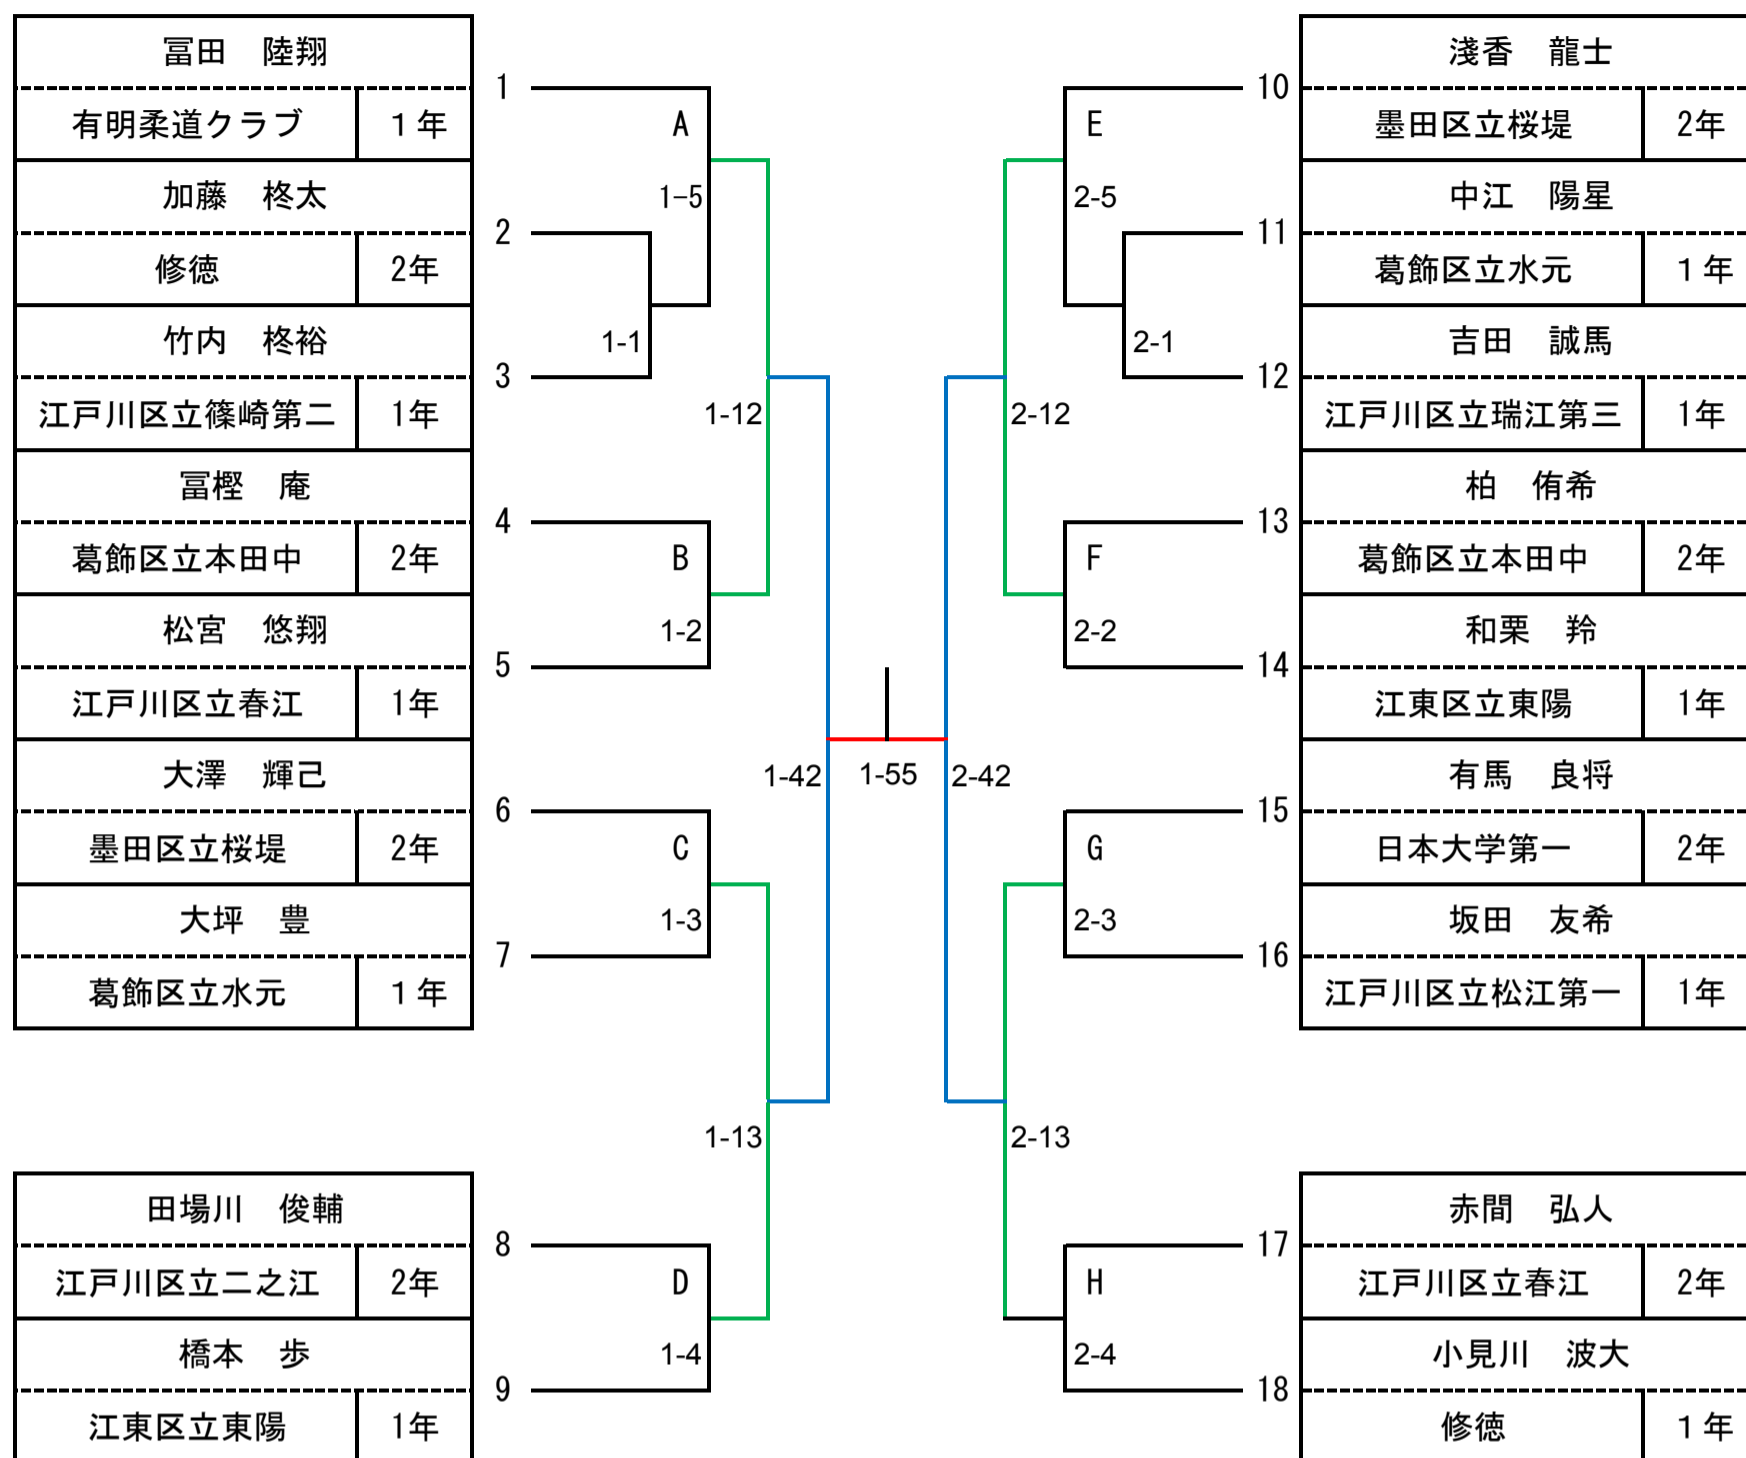 冨田　陸翔
有明柔道クラブ １年
加藤　柊太
修徳 2年
竹内　柊裕
江戸川区立篠崎第二 1年
冨樫　庵
葛飾区立本田中 2年
松宮　悠翔
江戸川区立春江 1年
大澤　輝己
墨田区立桜堤 2年
大坪　豊
葛飾区立水元 １年
田場川　俊輔
江戸川区立二之江 2年
橋本　歩
江東区立東陽 1年
1
2
3
4
5
6
7
8
9
A
1-5
1-1
1-12
B
1-2
1-42
C
1-3
1-13
D
1-4
1-55
E
2-5
2-1
2-12
F
2-2
2-42
G
2-3
2-13
H
2-4
10
11
12
13
14
15
16
17
18
淺香　龍士
墨田区立桜堤 2年
中江　陽星
葛飾区立水元 １年
吉田　誠馬
江戸川区立瑞江第三 1年
柏　侑希
葛飾区立本田中 2年
和栗　羚
江東区立東陽 1年
有馬　良将
日本大学第一 2年
坂田　友希
江戸川区立松江第一 1年
赤間　弘人
江戸川区立春江 2年
小見川　波大
修徳 １年